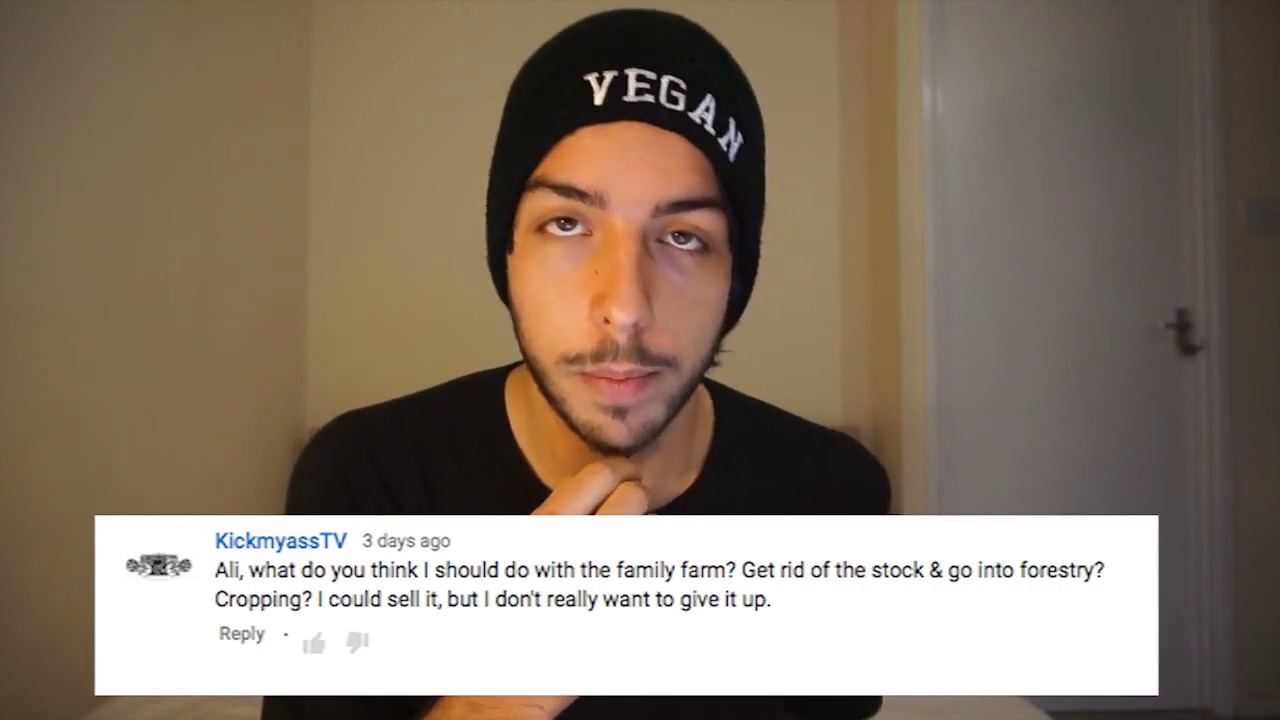 VEGAN
KickmyassTV 3 days ago
Ali, what do you think I should do with the family farm? Get rid of the stock & go into forestry?
Cropping? I could sell it, but I don't really want to give it up.
Reply ·